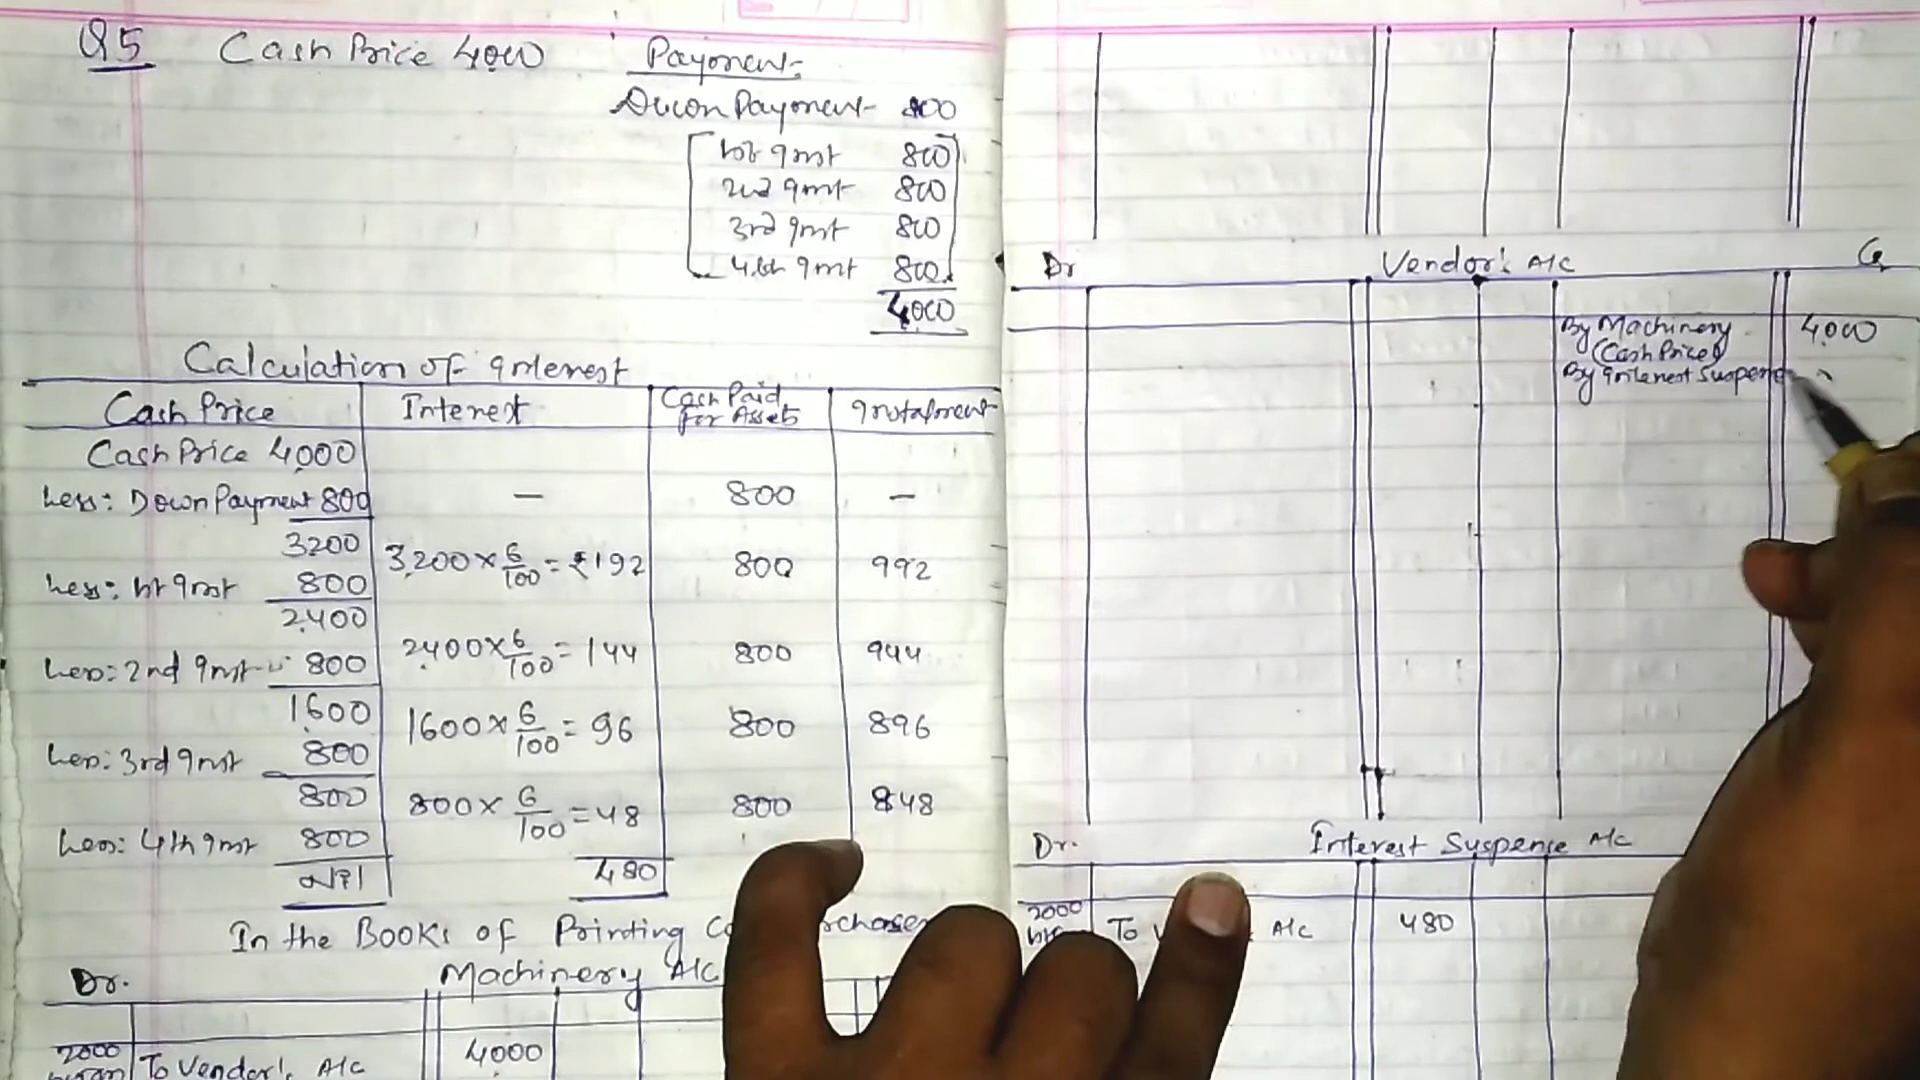 Q5 Cash Price 4000
Payment:-
Down Payment- 800
1st Inst 800
2nd Inst 800
3rd Inst 800
4th Inst 800
4000
Calculation of Interest
Cash Price Interest Cash Paid for Assets Instalment
Cash Price 4000
Less: Down Payment 800 — 800 —
3200 3,200 × 6/100 = ₹192 800 992
Less: 1st Inst 800
2400 2400 × 6/100 = 144 800 944
Less: 2nd Inst 800
1600 1600 × 6/100 = 96 800 896
Less: 3rd Inst 800
800 800 × 6/100 = 48 800 848
Less: 4th Inst 800
Nil 480
In the Books of Printing
Dr. Machinery A/c
2000 To Vendor's A/c 4000
Dr Vendor's A/c Cr
By Machinery 4000
(Cash Price)
By Interest Suspense
Dr. Interest Suspense A/c
2000 To A/c 480